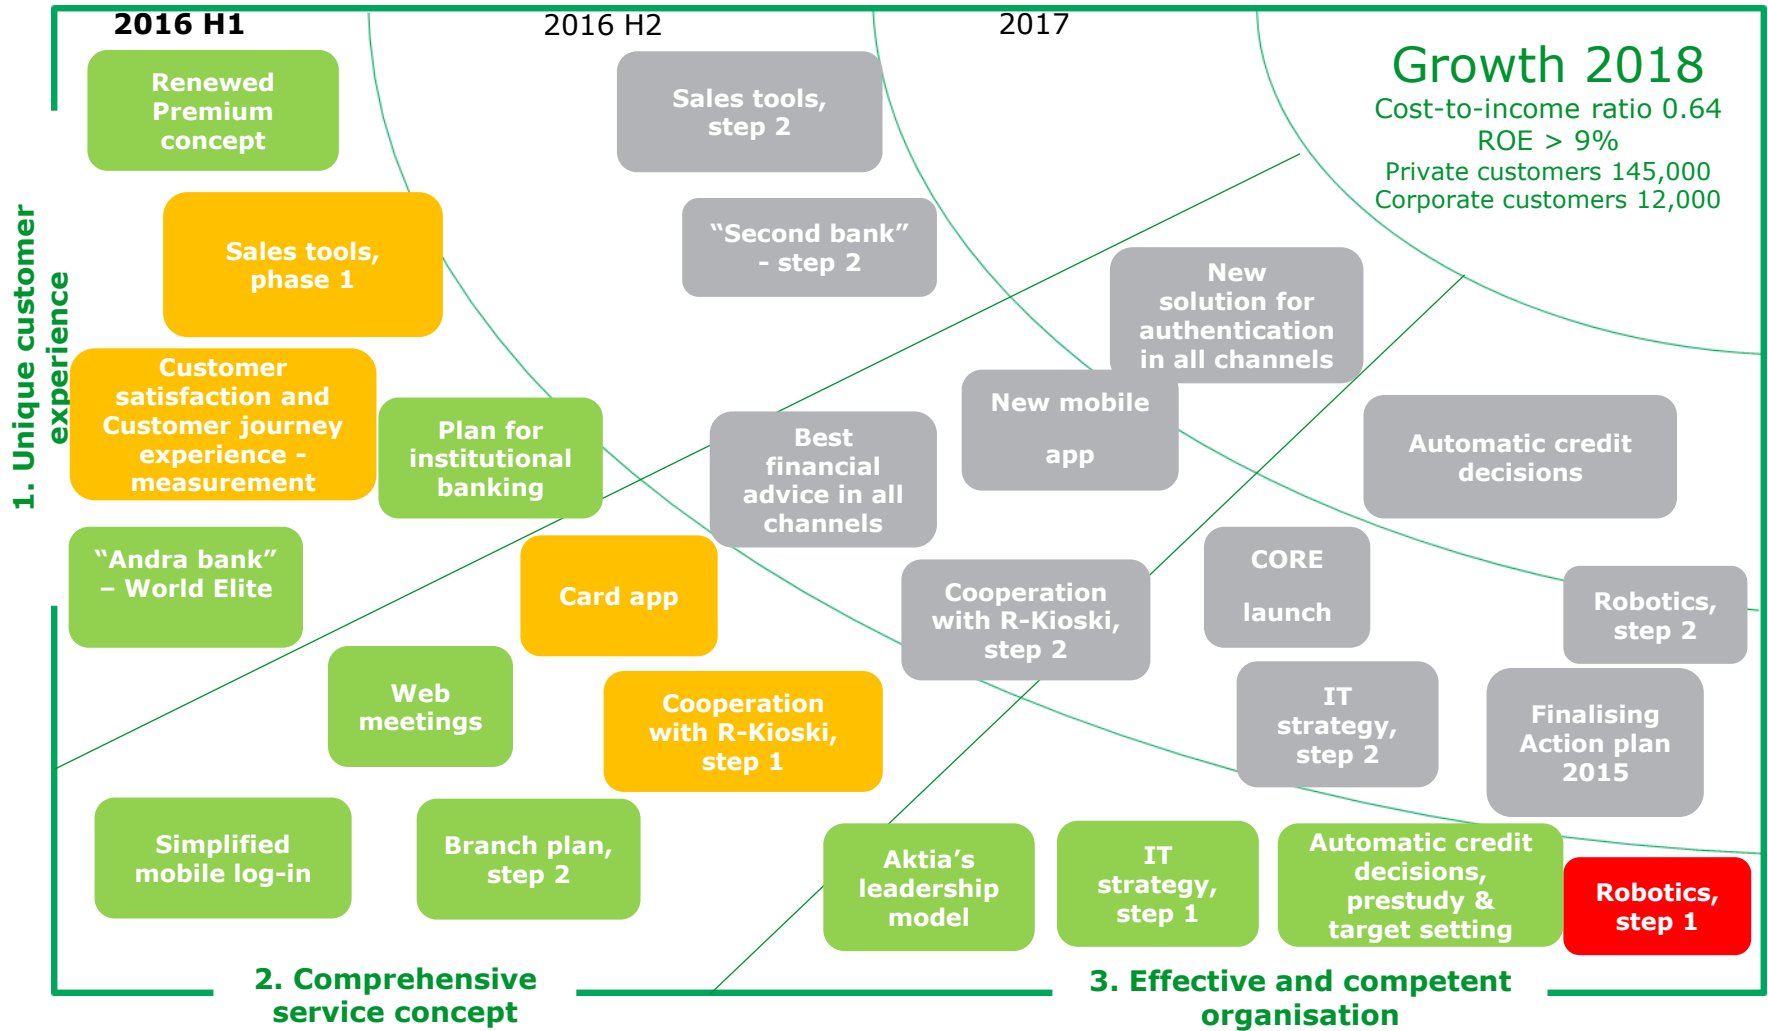 2016 H1
2016 H2
2017
Growth 2018
Cost-to-income ratio 0.64
ROE > 9%
Private customers 145,000
Corporate customers 12,000
1. Unique customer
experience
Renewed
Premium
concept
Sales tools,
step 2
Sales tools,
phase 1
“Second bank”
- step 2
New
solution for
authentication
in all channels
Customer
satisfaction and
Customer journey
experience -
measurement
Plan for
institutional
banking
Best
financial
advice in all
channels
New mobile
app
Automatic credit
decisions
“Andra bank”
– World Elite
Card app
Cooperation
with R-Kioski,
step 2
CORE
launch
Robotics,
step 2
Web
meetings
Cooperation
with R-Kioski,
step 1
IT
strategy,
step 2
Finalising
Action plan
2015
Simplified
mobile log-in
Branch plan,
step 2
Aktia’s
leadership
model
IT
strategy,
step 1
Automatic credit
decisions,
prestudy &
target setting
Robotics,
step 1
2. Comprehensive
service concept
3. Effective and competent
organisation